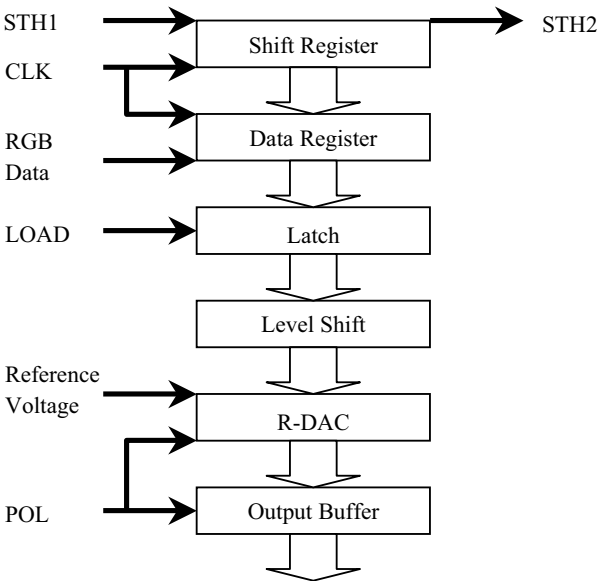 STH1
Shift Register
STH2
CLK
RGB
Data
Data Register
LOAD
Latch
Level Shift
Reference
Voltage
R-DAC
POL
Output Buffer